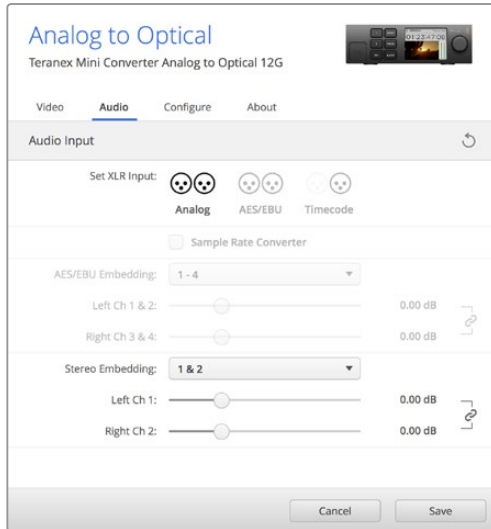 Analog to Optical
Teranex Mini Converter Analog to Optical 12G
01:23:47:06
Video Audio Configure About
Audio Input
Set XLR Input:
Analog AES/EBU Timecode
Sample Rate Converter
AES/EBU Embedding: 1 - 4
Left Ch 1 & 2: 0.00 dB
Right Ch 3 & 4: 0.00 dB
Stereo Embedding: 1 & 2
Left Ch 1: 0.00 dB
Right Ch 2: 0.00 dB
Cancel Save